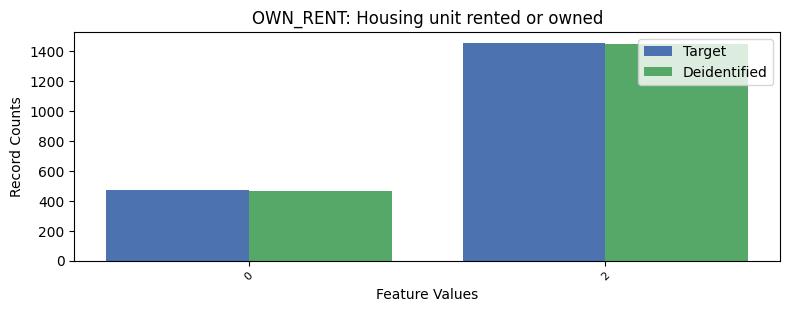 OWN_RENT: Housing unit rented or owned
Target
Deidentified
1400
1200
1000
800
600
400
200
0
Record Counts
0
2
Feature Values